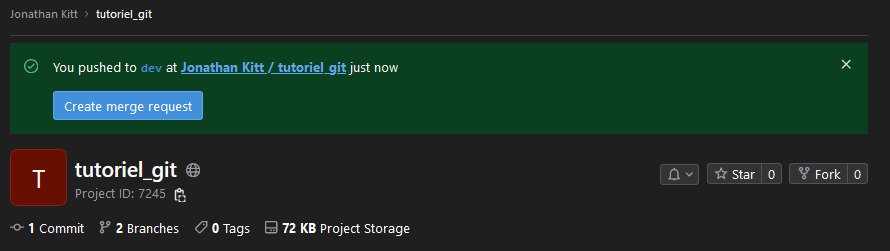 Jonathan Kitt > tutoriel_git
You pushed to dev at Jonathan Kitt / tutoriel_git just now
Create merge request
T
tutoriel_git
Project ID: 7245
Star 0
Fork 0
1 Commit 2 Branches 0 Tags 72 KB Project Storage